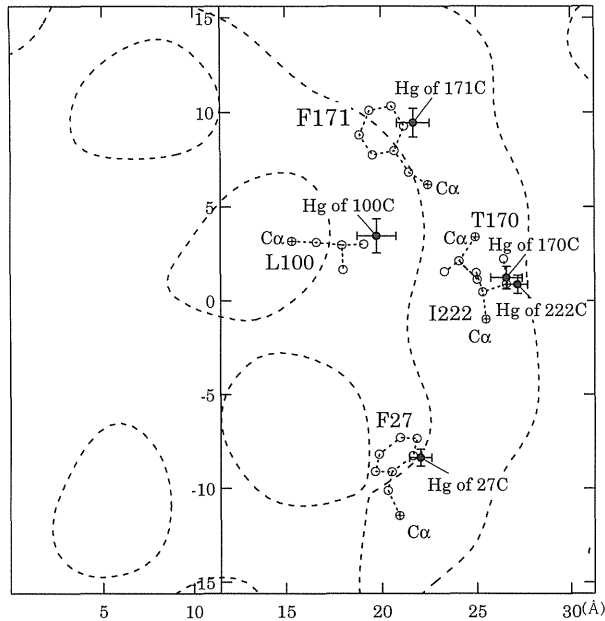 15
Hg of 171C
10
F171
Cα
5
Hg of 100C
T170
Cα
Cα
Hg of 170C
L100
0
I222
Hg of 222C
Cα
-5
F27
Hg of 27C
-10
Cα
-15
5
10
15
20
25
30(Å)